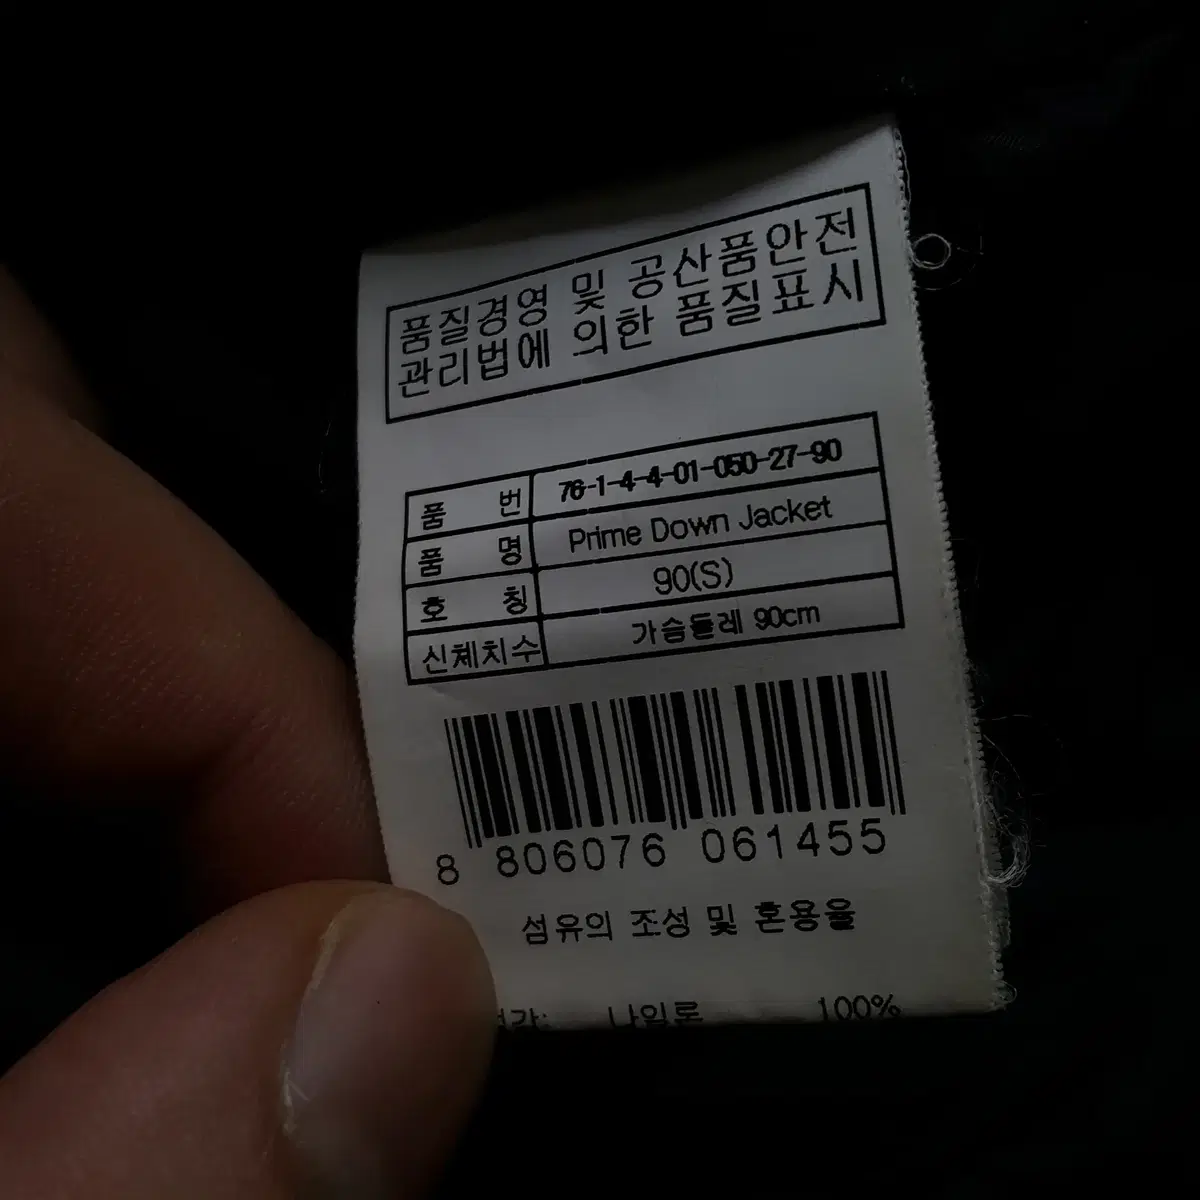 품질경영 및 공산품안전
관리법에 의한 품질표시
품 번 76-1-4-4-01-050-27-90
품 명 Prime Down Jacket
호 칭 90(S)
신체치수 가슴둘레 90cm
8 806076 061455
섬유의 조성 및 혼용율
나일론 100%